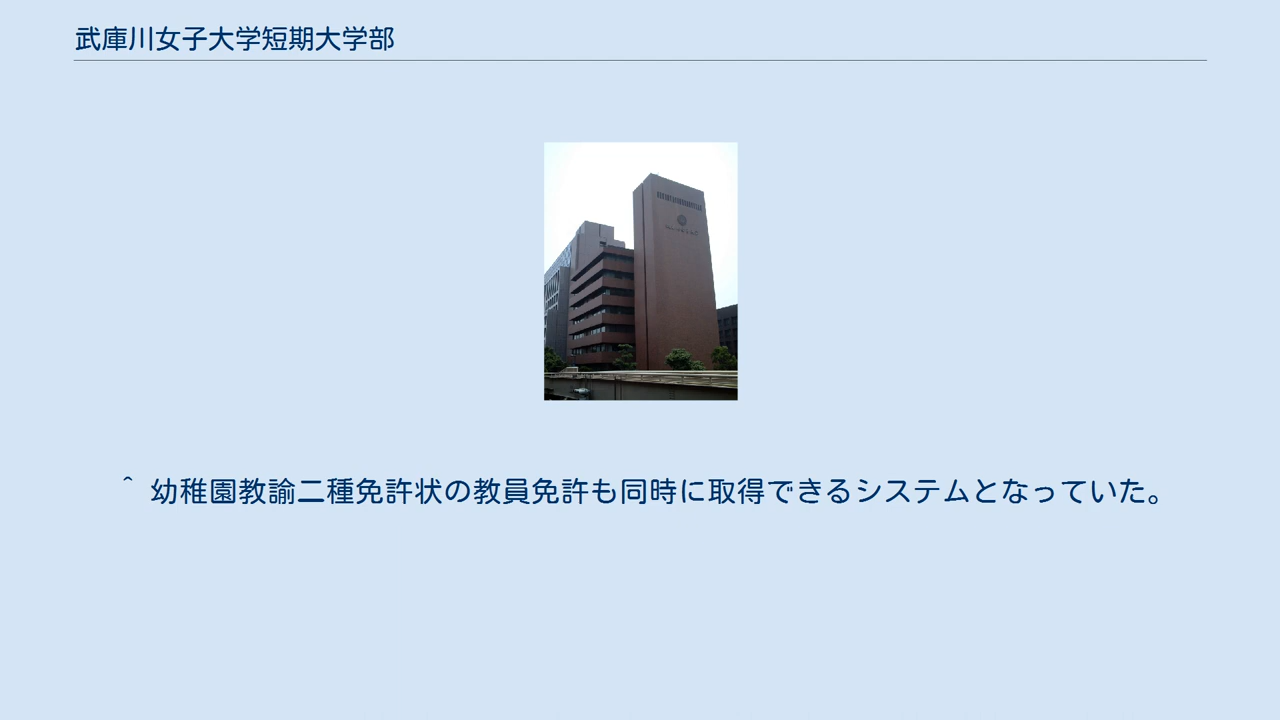 武庫川女子大学短期大学部
^ 幼稚園教諭二種免許状の教員免許も同時に取得できるシステムとなっていた。